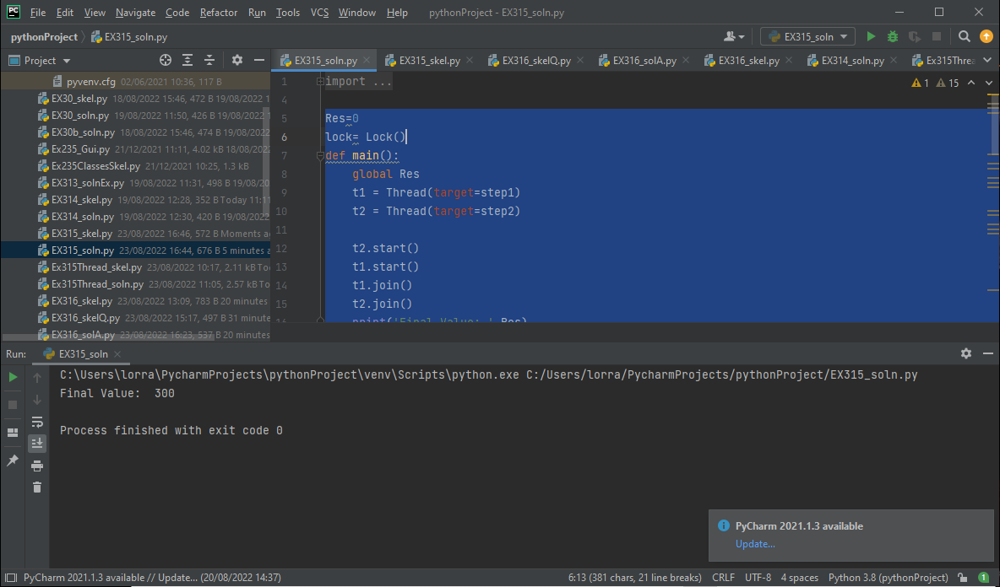 PC File Edit View Navigate Code Refactor Run Tools VCS Window Help pythonProject - EX315_soln.py
pythonProject EX315_soln.py EX315_soln
Project EX315_soln.py EX315_skel.py EX316_skelQ.py EX316_solA.py EX316_skel.py EX314_soln.py Ex315Threa
pyvenv.cfg 02/06/2021 10:36, 117 B
EX30_skel.py 18/08/2022 15:46, 472 B 19/08/2022 1
EX30_soln.py 19/08/2022 11:50, 426 B 19/08/2022
EX30b_soln.py 18/08/2022 15:46, 474 B 19/08/2022
Ex235_Gui.py 21/12/2021 11:11, 4.02 kB 18/08/2022
Ex235ClassesSkel.py 21/12/2021 10:25, 1.3 kB
EX313_solnEx.py 19/08/2022 11:31, 498 B 19/08/20
EX314_skel.py 19/08/2022 12:28, 352 B Today 11:11
EX314_soln.py 19/08/2022 12:30, 420 B 19/08/2022
EX315_skel.py 23/08/2022 16:46, 572 B Moments a
EX315_soln.py 23/08/2022 16:44, 676 B 5 minutes a
Ex315Thread_skel.py 23/08/2022 10:17, 2.11 kB To
Ex315Thread_soln.py 23/08/2022 11:05, 2.57 kB To
EX316_skel.py 23/08/2022 13:09, 783 B 20 minutes
EX316_skelQ.py 23/08/2022 15:17, 497 B 31 minute
EX316_solA.py 23/08/2022 16:23, 537 B 20 minutes
1 import ... 1 15
4
5 Res=0
6 lock= Lock()
7 def main():
8 global Res
9 t1 = Thread(target=step1)
10 t2 = Thread(target=step2)
11
12 t2.start()
13 t1.start()
14 t1.join()
15 t2.join()
16 print('Final Value: ',Res)
Run: EX315_soln
C:\Users\lorra\PycharmProjects\pythonProject\venv\Scripts\python.exe C:/Users/lorra/PycharmProjects/pythonProject/EX315_soln.py
Final Value:  300
Process finished with exit code 0
PyCharm 2021.1.3 available
Update...
PyCharm 2021.1.3 available // Update... (20/08/2022 14:37) 6:13 (381 chars, 21 line breaks) CRLF UTF-8 4 spaces Python 3.8 (pythonProject) 1